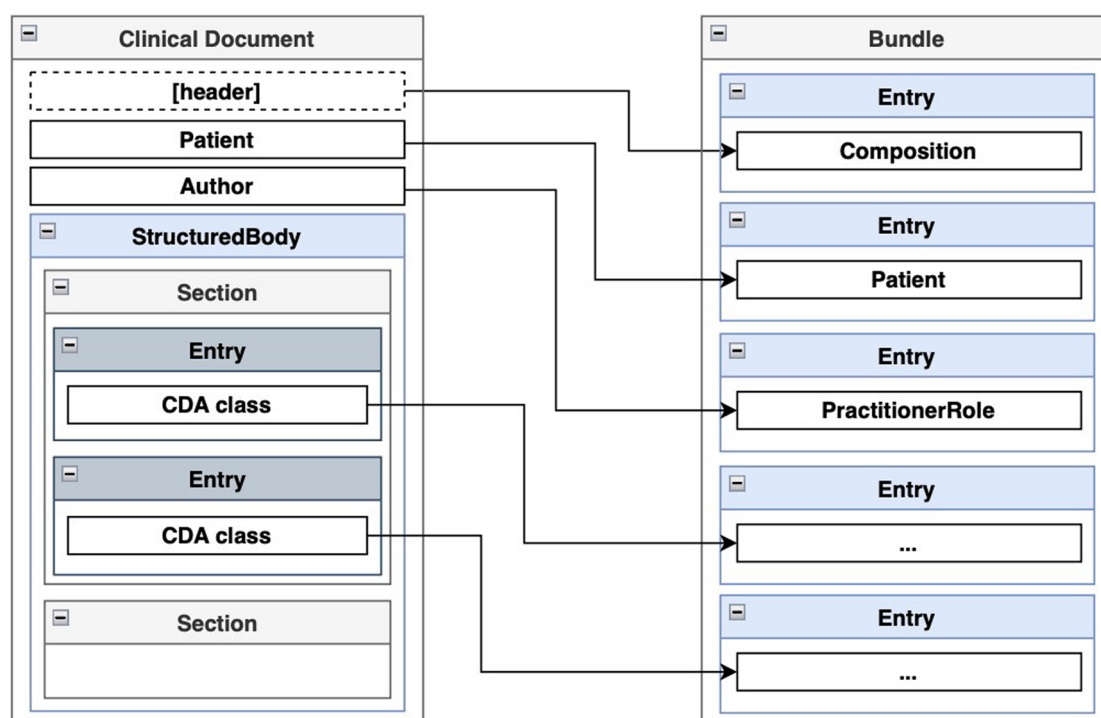 Clinical Document
[header]
Patient
Author
StructuredBody
Section
Entry
CDA class
Entry
CDA class
Section
Bundle
Entry
Composition
Entry
Patient
Entry
PractitionerRole
Entry
...
Entry
...